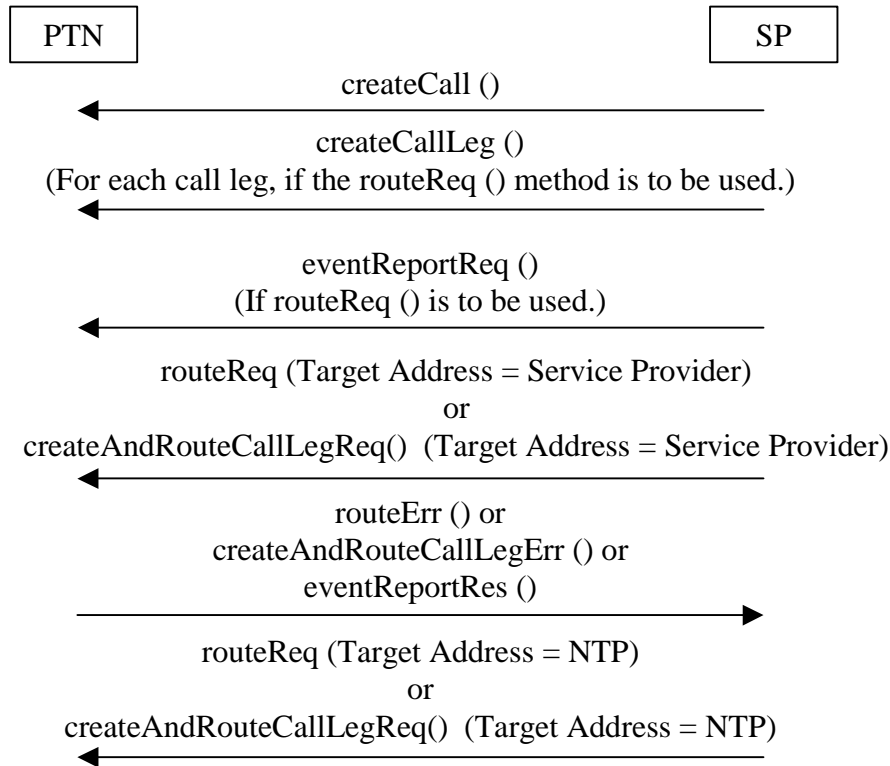 PTN
SP
createCall ()
createCallLeg ()
(For each call leg, if the routeReq () method is to be used.)
eventReportReq ()
(If routeReq () is to be used.)
routeReq (Target Address = Service Provider)
or
createAndRouteCallLegReq() (Target Address = Service Provider)
routeErr () or
createAndRouteCallLegErr () or
eventReportRes ()
routeReq (Target Address = NTP)
or
createAndRouteCallLegReq() (Target Address = NTP)